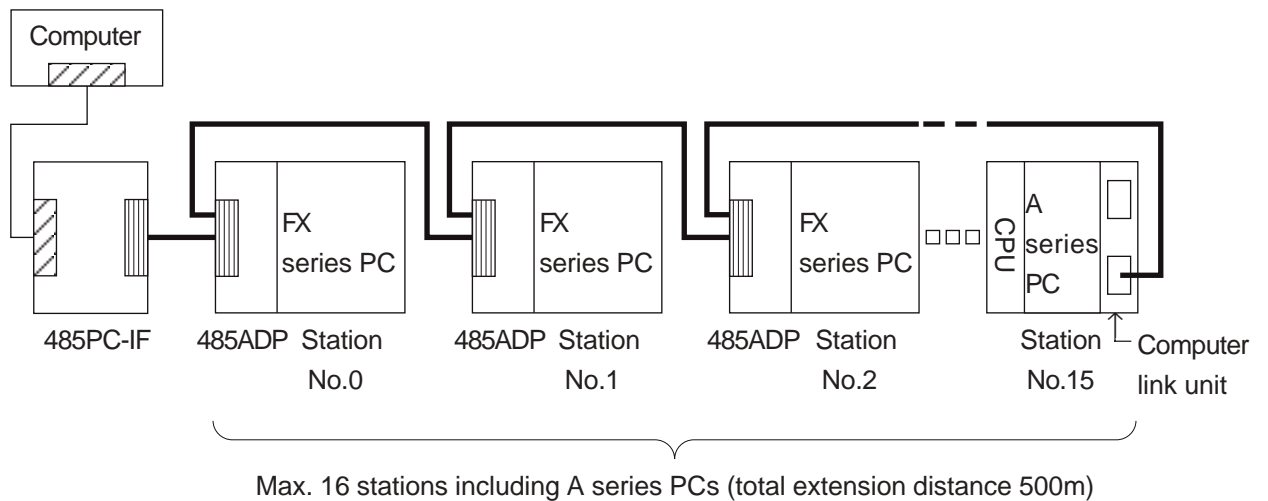 Computer
FX
series PC
FX
series PC
FX
series PC
CPU
A
series
PC
485PC-IF
485ADP Station
No.0
485ADP Station
No.1
485ADP Station
No.2
Station
No.15
Computer
link unit
Max. 16 stations including A series PCs (total extension distance 500m)